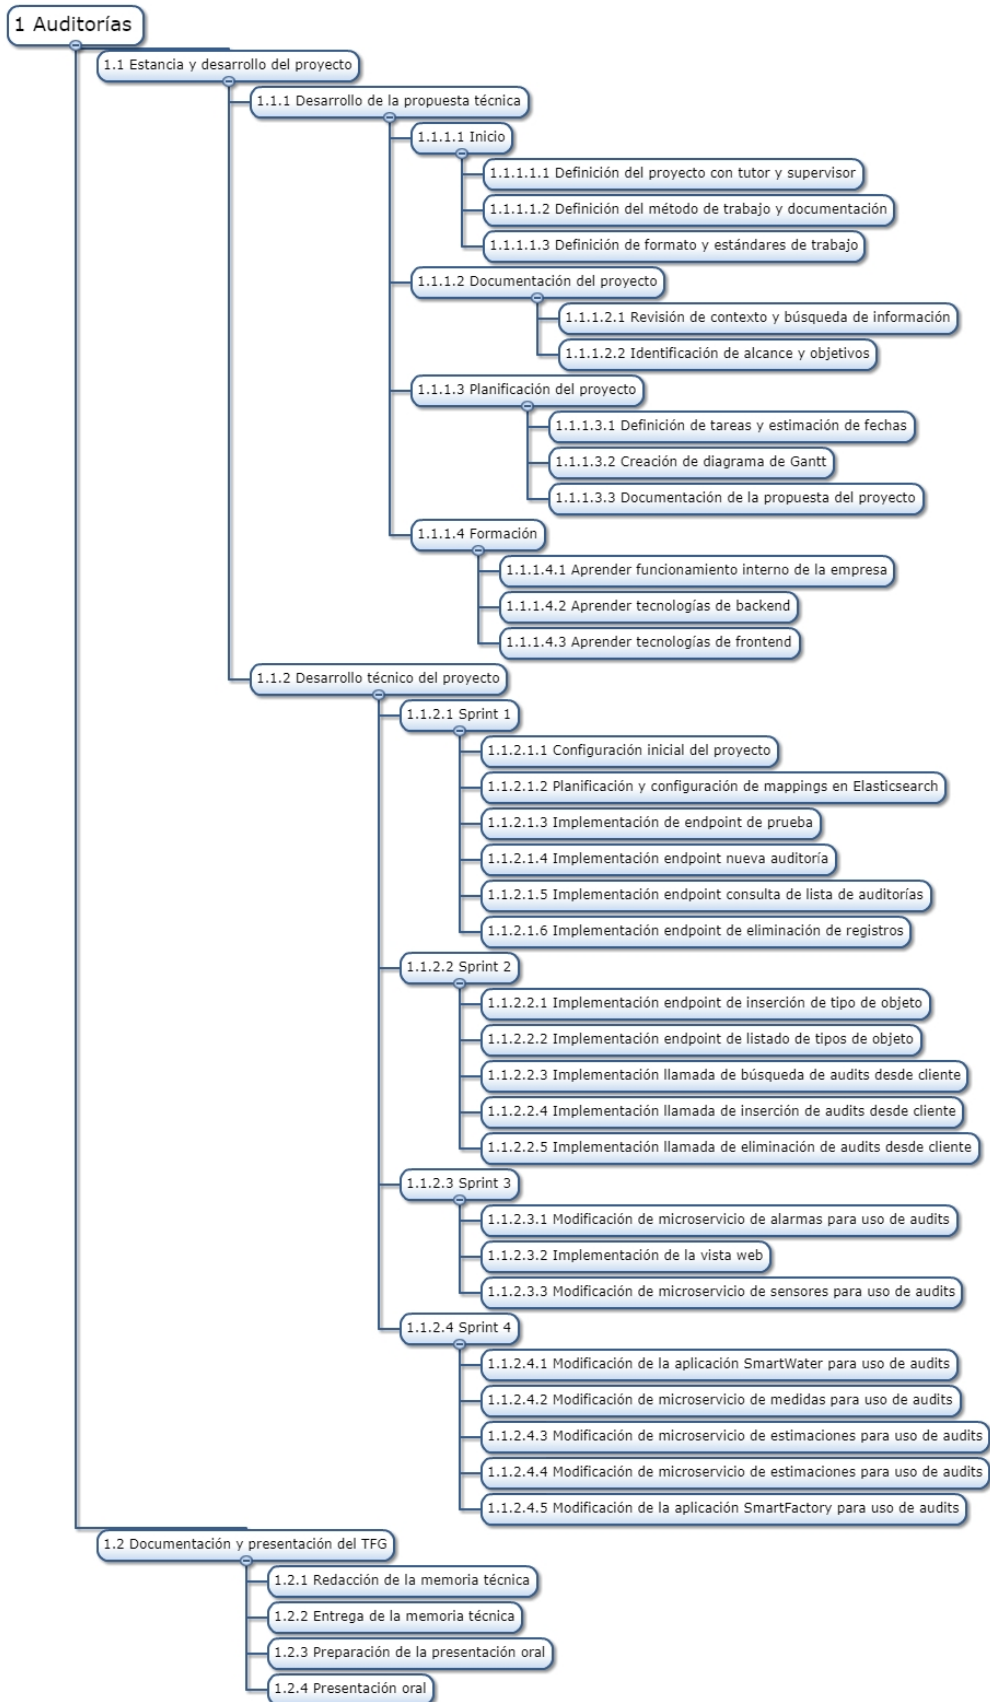 1 Auditorías
1.1 Estancia y desarrollo del proyecto
1.1.1 Desarrollo de la propuesta técnica
1.1.1.1 Inicio
1.1.1.1.1 Definición del proyecto con tutor y supervisor
1.1.1.1.2 Definición del método de trabajo y documentación
1.1.1.1.3 Definición de formato y estándares de trabajo
1.1.1.2 Documentación del proyecto
1.1.1.2.1 Revisión de contexto y búsqueda de información
1.1.1.2.2 Identificación de alcance y objetivos
1.1.1.3 Planificación del proyecto
1.1.1.3.1 Definición de tareas y estimación de fechas
1.1.1.3.2 Creación de diagrama de Gantt
1.1.1.3.3 Documentación de la propuesta del proyecto
1.1.1.4 Formación
1.1.1.4.1 Aprender funcionamiento interno de la empresa
1.1.1.4.2 Aprender tecnologías de backend
1.1.1.4.3 Aprender tecnologías de frontend
1.1.2 Desarrollo técnico del proyecto
1.1.2.1 Sprint 1
1.1.2.1.1 Configuración inicial del proyecto
1.1.2.1.2 Planificación y configuración de mappings en Elasticsearch
1.1.2.1.3 Implementación de endpoint de prueba
1.1.2.1.4 Implementación endpoint nueva auditoría
1.1.2.1.5 Implementación endpoint consulta de lista de auditorías
1.1.2.1.6 Implementación endpoint de eliminación de registros
1.1.2.2 Sprint 2
1.1.2.2.1 Implementación endpoint de inserción de tipo de objeto
1.1.2.2.2 Implementación endpoint de listado de tipos de objeto
1.1.2.2.3 Implementación llamada de búsqueda de audits desde cliente
1.1.2.2.4 Implementación llamada de inserción de audits desde cliente
1.1.2.2.5 Implementación llamada de eliminación de audits desde cliente
1.1.2.3 Sprint 3
1.1.2.3.1 Modificación de microservicio de alarmas para uso de audits
1.1.2.3.2 Implementación de la vista web
1.1.2.3.3 Modificación de microservicio de sensores para uso de audits
1.1.2.4 Sprint 4
1.1.2.4.1 Modificación de la aplicación SmartWater para uso de audits
1.1.2.4.2 Modificación de microservicio de medidas para uso de audits
1.1.2.4.3 Modificación de microservicio de estimaciones para uso de audits
1.1.2.4.4 Modificación de microservicio de estimaciones para uso de audits
1.1.2.4.5 Modificación de la aplicación SmartFactory para uso de audits
1.2 Documentación y presentación del TFG
1.2.1 Redacción de la memoria técnica
1.2.2 Entrega de la memoria técnica
1.2.3 Preparación de la presentación oral
1.2.4 Presentación oral